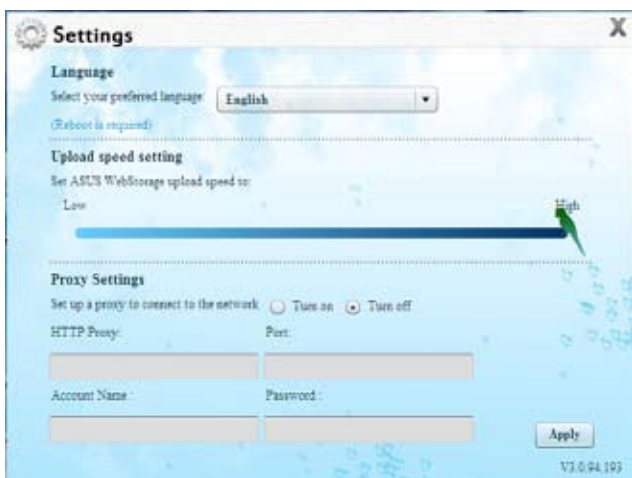 Settings
X
Language
Select your preferred language: English
(Reboot is required)
Upload speed setting
Set ASUS WebStorage upload speed to:
Low High
Proxy Settings
Set up a proxy to connect to the network Turn on Turn off
HTTP Proxy: Port:
Account Name : Password :
Apply
V3.0.94.193